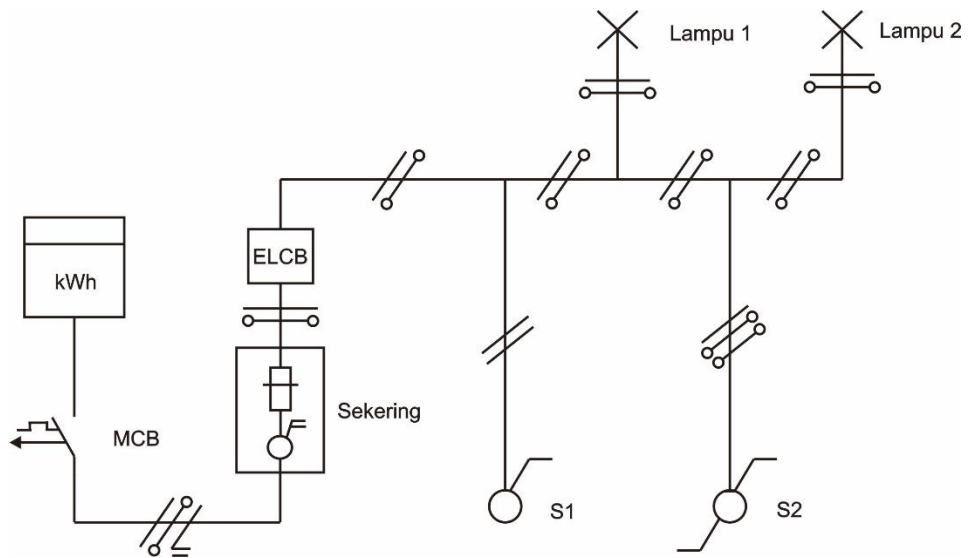 Lampu 1
Lampu 2
ELCB
kWh
Sekering
MCB
S1
S2